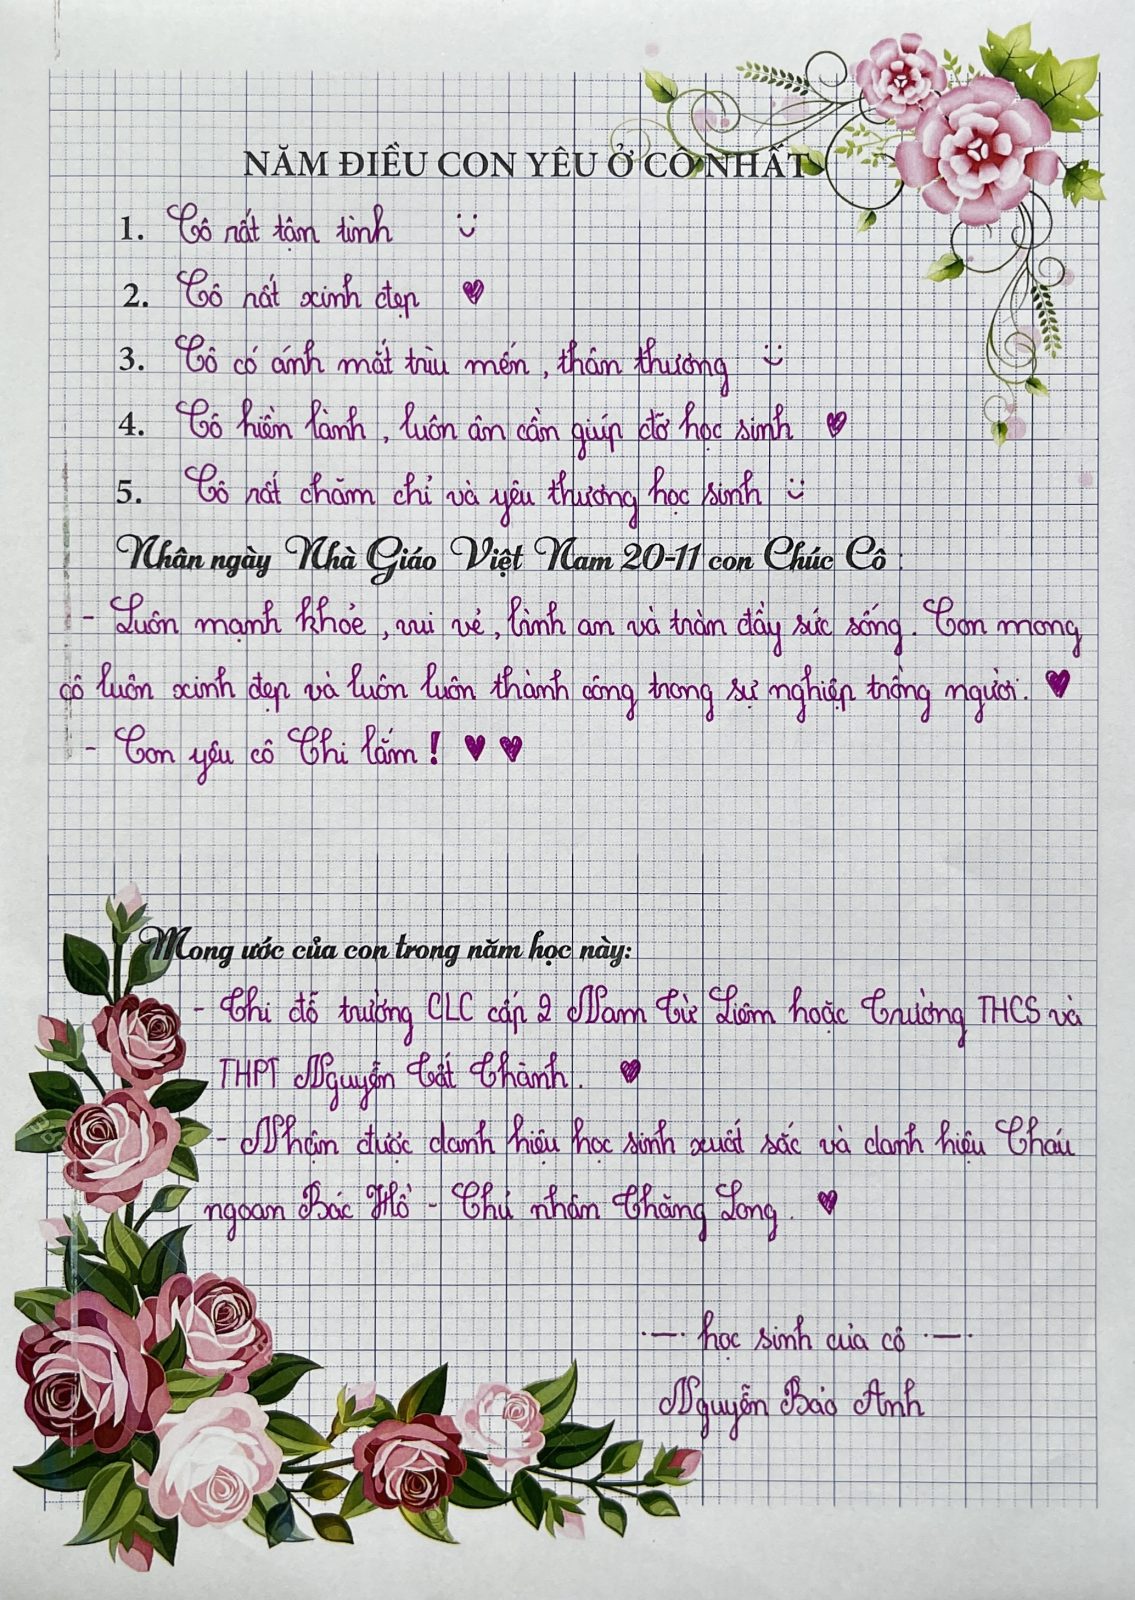 NĂM ĐIỀU CON YÊU Ở CÔ NHẤT
1. Cô rất tận tình
2. Cô rất xinh đẹp
3. Cô có ánh mắt trìu mến, thân thương
4. Cô hiền lành, luôn ân cần giúp đỡ học sinh
5. Cô rất chăm chỉ và yêu thương học sinh
Nhân ngày Nhà Giáo Việt Nam 20-11 con Chúc Cô :
- Luôn mạnh khỏe, vui vẻ, bình an và tràn đầy sức sống. Con mong
cô luôn xinh đẹp và luôn luôn thành công trong sự nghiệp trồng người.
- Con yêu cô Chi lắm!
Mong ước của con trong năm học này:
- Thi đỗ trường CLC cấp 2 Nam Từ Liêm hoặc Trường THCS và
THPT Nguyễn Tất Thành.
- Nhận được danh hiệu học sinh xuất sắc và danh hiệu Cháu
ngoan Bác Hồ - Chủ nhân Thăng Long.
học sinh của cô
Nguyễn Bảo Anh